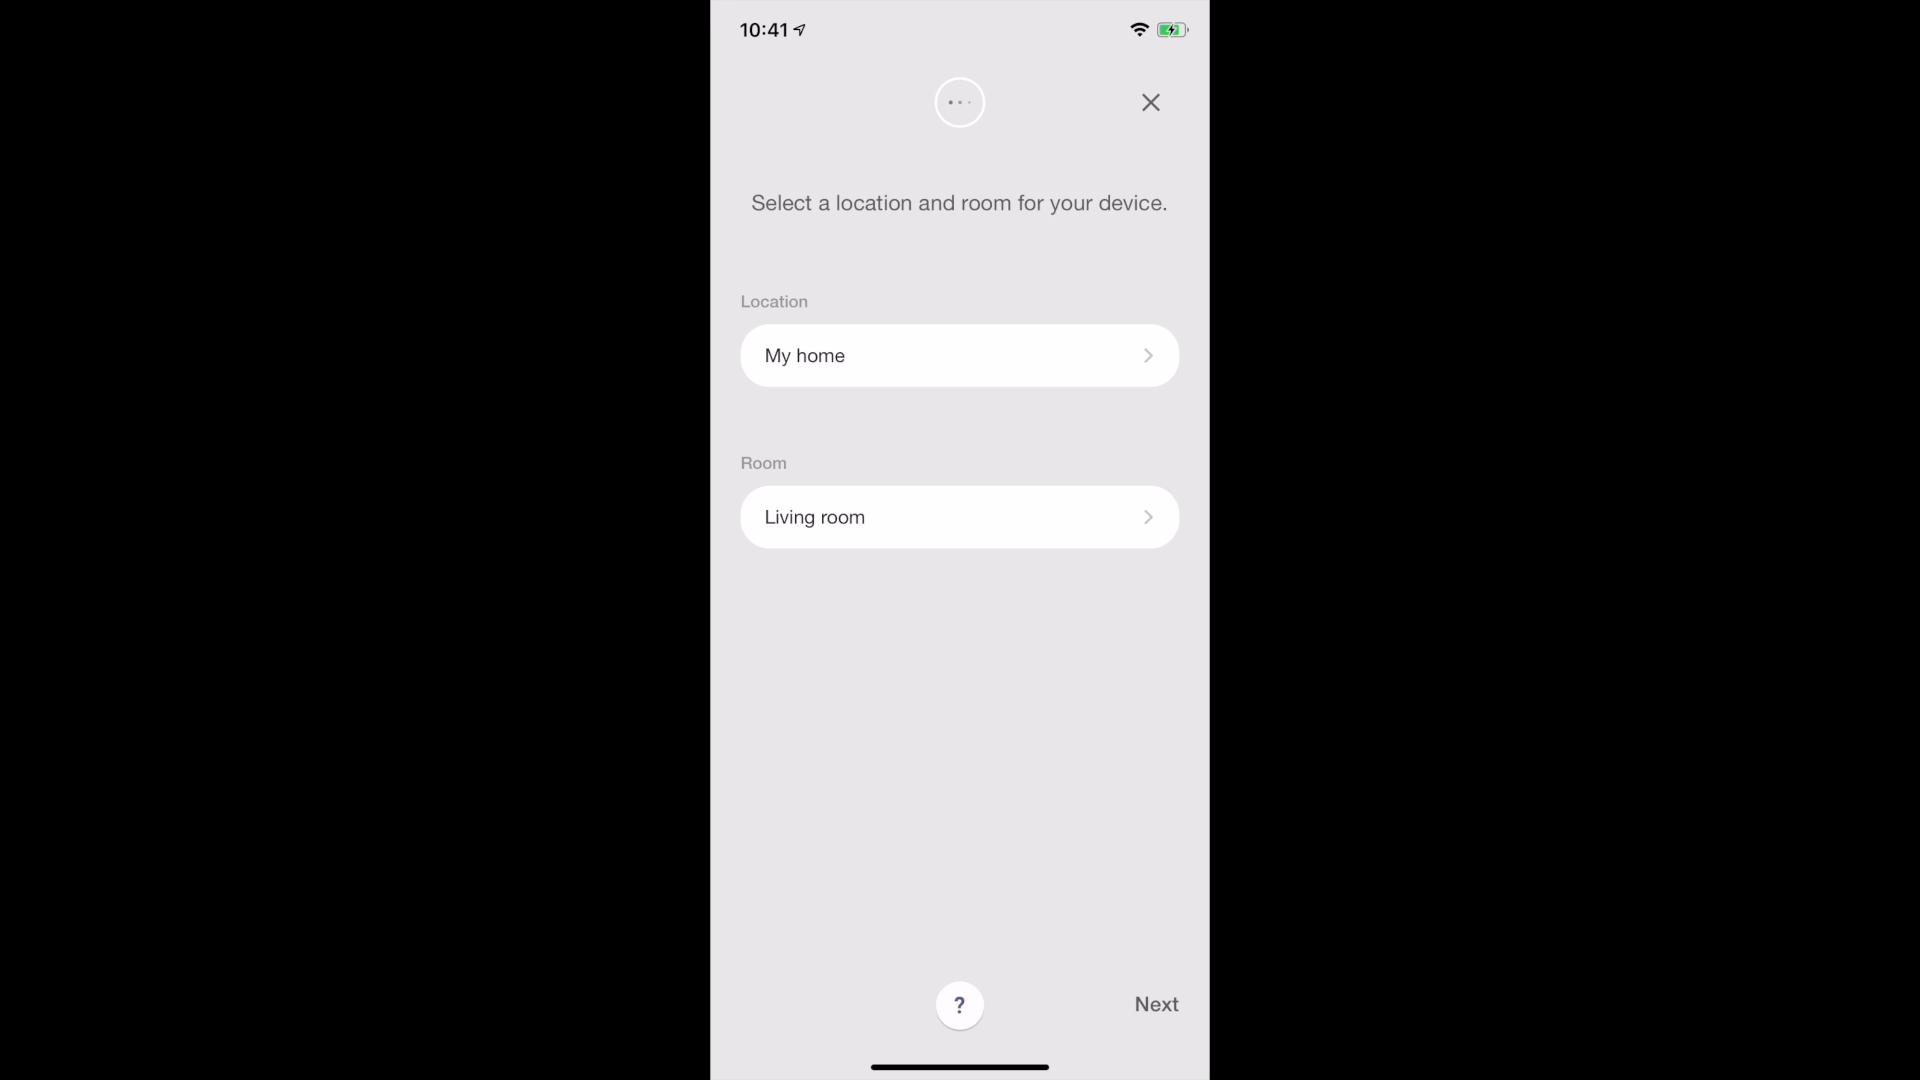 10:41
Select a location and room for your device.
Location
My home
Room
Living room
?
Next